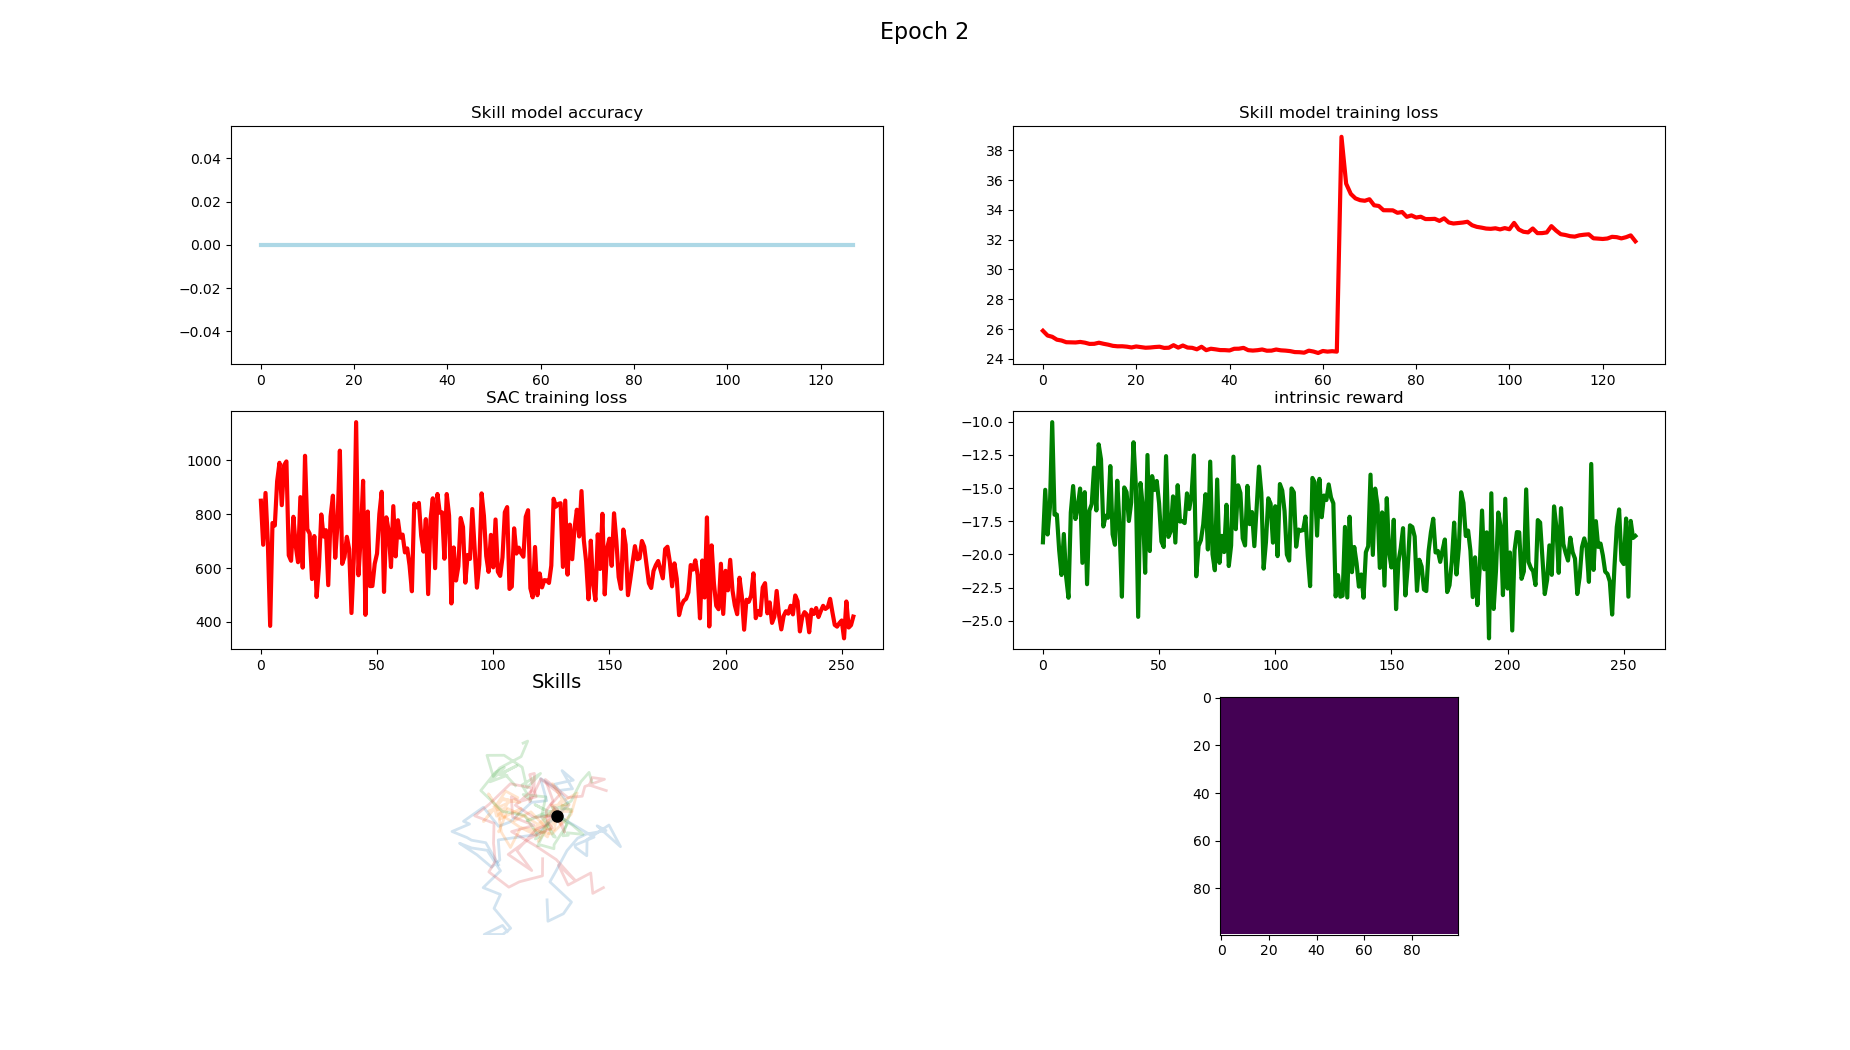 Epoch 2
Skill model accuracy
0.04
0.02
0.00
−0.02
−0.04
0 20 40 60 80 100 120
Skill model training loss
38
36
34
32
30
28
26
24
0 20 40 60 80 100 120
SAC training loss
1000
800
600
400
0 50 100 150 200 250
intrinsic reward
−10.0
−12.5
−15.0
−17.5
−20.0
−22.5
−25.0
0 50 100 150 200 250
Skills
0
20
40
60
80
0 20 40 60 80